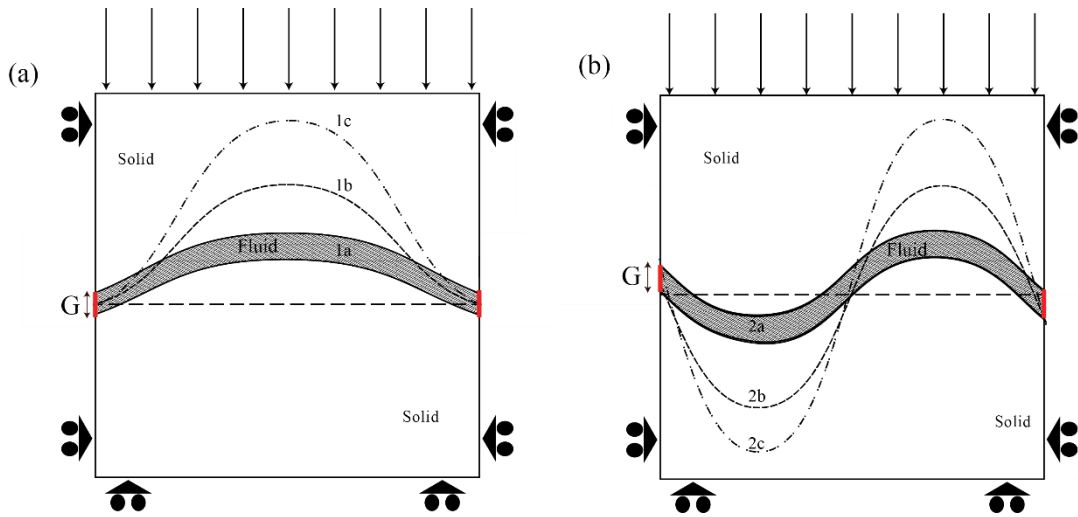 (a)
Solid
1c
1b
Fluid
1a
G
Solid
(b)
Solid
Fluid
G
2a
2b
2c
Solid